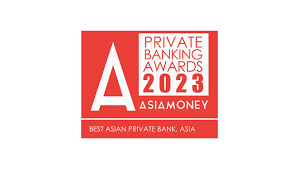 A
PRIVATE
BANKING
AWARDS
2023
ASIAMONEY
BEST ASIAN PRIVATE BANK, ASIA